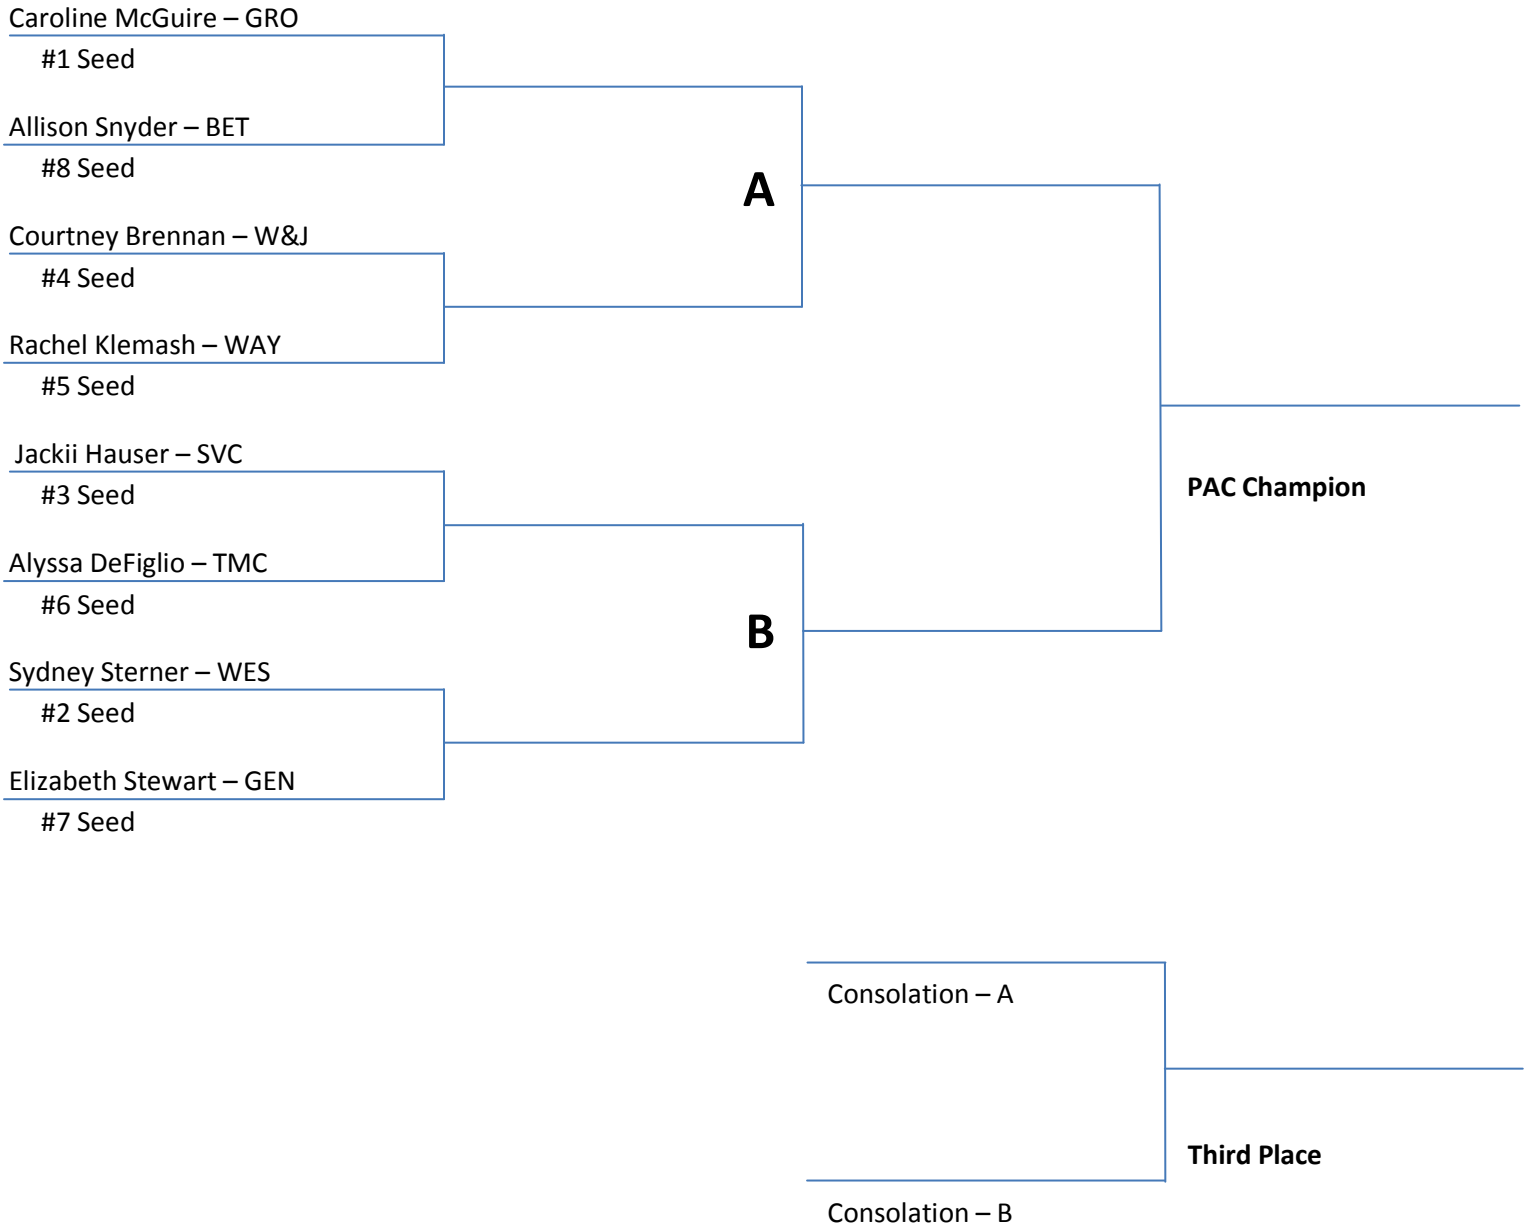 Caroline McGuire – GRO
#1 Seed
Allison Snyder – BET
#8 Seed
A
Courtney Brennan – W&J
#4 Seed
Rachel Klemash – WAY
#5 Seed
Jackii Hauser – SVC
#3 Seed
PAC Champion
Alyssa DeFiglio – TMC
#6 Seed
B
Sydney Sterner – WES
#2 Seed
Elizabeth Stewart – GEN
#7 Seed
Consolation – A
Third Place
Consolation – B